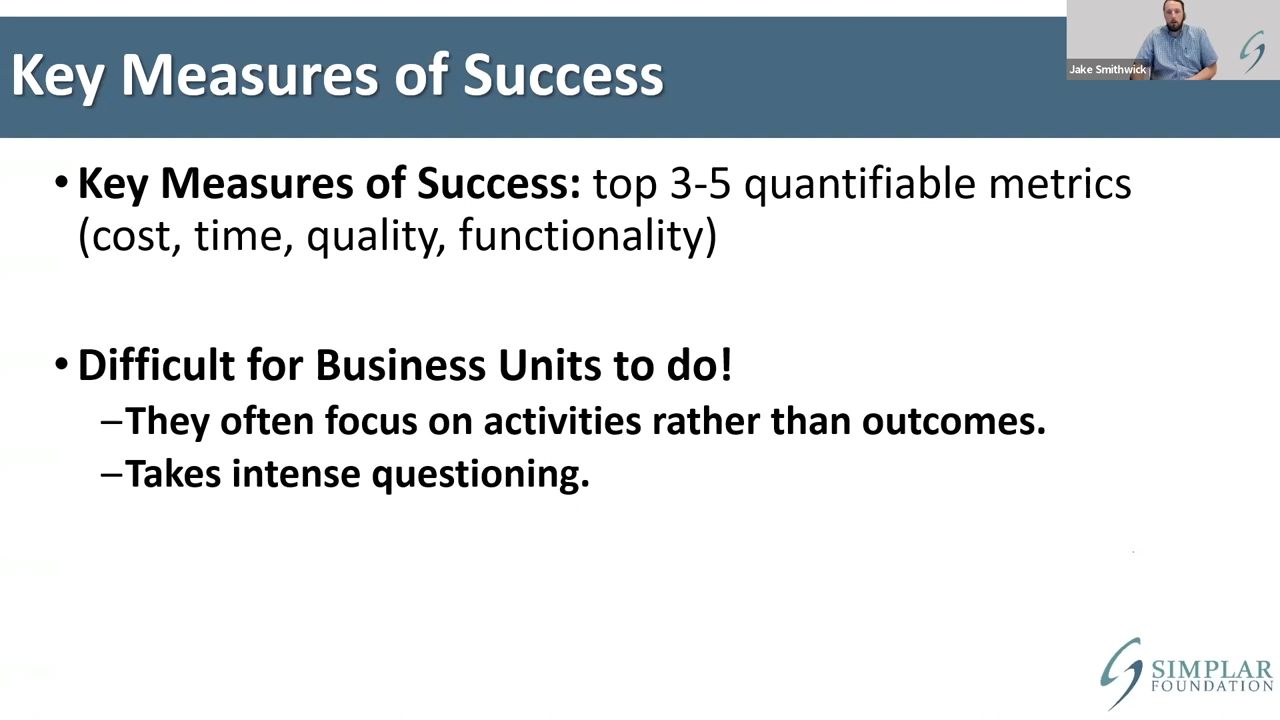 Key Measures of Success
Jake Smithwick
• Key Measures of Success: top 3-5 quantifiable metrics
(cost, time, quality, functionality)
• Difficult for Business Units to do!
–They often focus on activities rather than outcomes.
–Takes intense questioning.
SIMPLAR
FOUNDATION